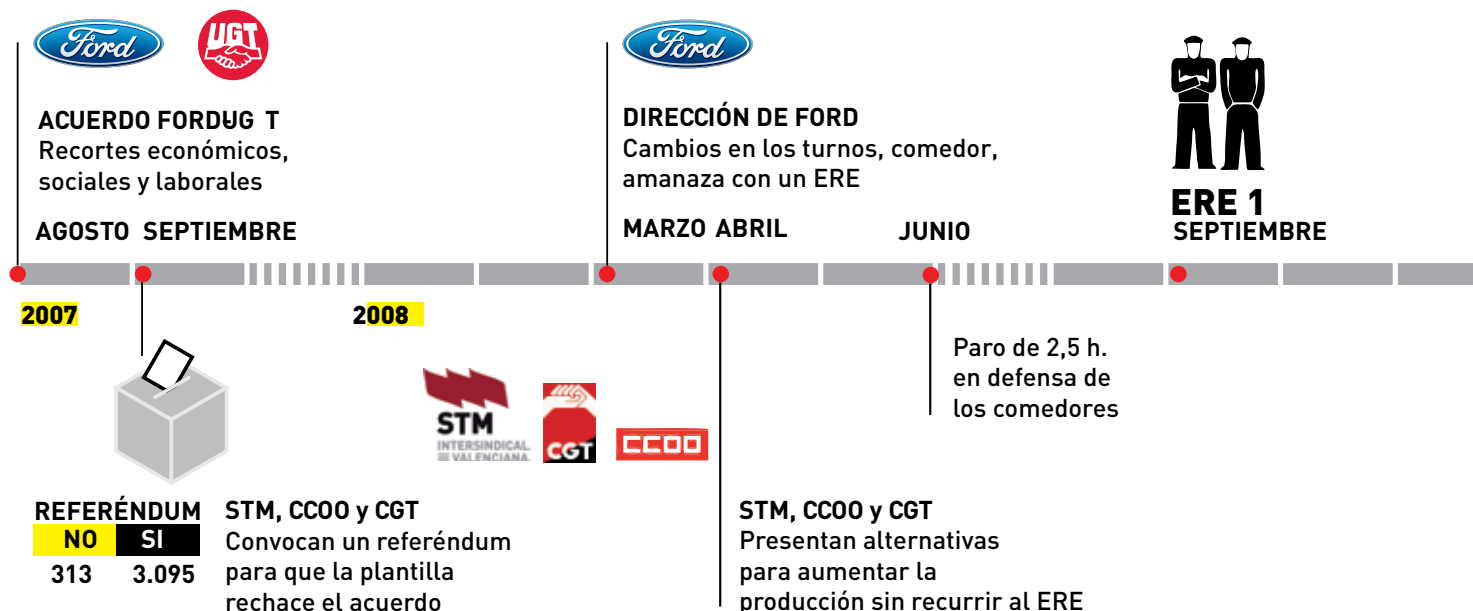 Ford
UGT
ACUERDO FORDUG T
Recortes económicos,
sociales y laborales
AGOSTO SEPTIEMBRE
Ford
DIRECCIÓN DE FORD
Cambios en los turnos, comedor,
amanaza con un ERE
MARZO ABRIL
JUNIO
ERE 1
SEPTIEMBRE
2007
2008
Paro de 2,5 h.
en defensa de
los comedores
STM
INTERSINDICAL
VALENCIANA
CGT
CCOO
REFERÉNDUM
NO SI
313 3.095
STM, CCOO y CGT
Convocan un referéndum
para que la plantilla
rechace el acuerdo
STM, CCOO y CGT
Presentan alternativas
para aumentar la
producción sin recurrir al ERE